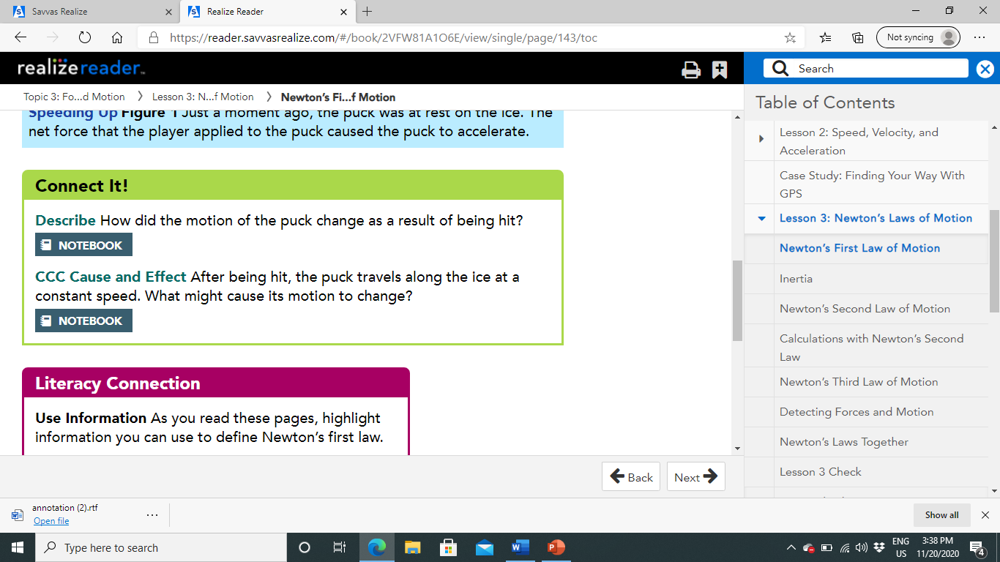 Savvas Realize
Realize Reader
https://reader.savvasrealize.com/#/book/2VFW81A1O6E/view/single/page/143/toc
Not syncing
realizereader™
Search
Topic 3: Fo...d Motion
Lesson 3: N...f Motion
Newton's Fi...f Motion
Speeding Up Figure 1 Just a moment ago, the puck was at rest on the ice. The
net force that the player applied to the puck caused the puck to accelerate.
Connect It!
Describe How did the motion of the puck change as a result of being hit?
NOTEBOOK
CCC Cause and Effect After being hit, the puck travels along the ice at a
constant speed. What might cause its motion to change?
NOTEBOOK
Literacy Connection
Use Information As you read these pages, highlight
information you can use to define Newton's first law.
Back
Next
Table of Contents
Lesson 2: Speed, Velocity, and
Acceleration
Case Study: Finding Your Way With
GPS
Lesson 3: Newton's Laws of Motion
Newton's First Law of Motion
Inertia
Newton's Second Law of Motion
Calculations with Newton's Second
Law
Newton's Third Law of Motion
Detecting Forces and Motion
Newton's Laws Together
Lesson 3 Check
annotation (2).rtf
Open file
Show all
Type here to search
ENG
US
3:38 PM
11/20/2020
4